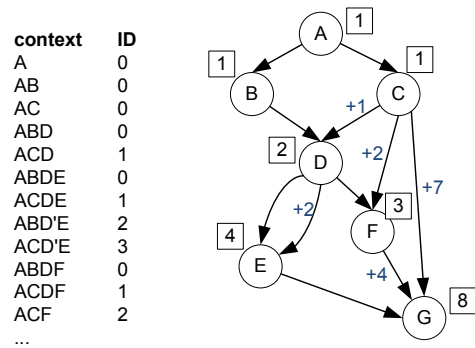 context ID
A 0
AB 0
AC 0
ABD 0
ACD 1
ABDE 0
ACDE 1
ABD'E 2
ACD'E 3
ABDF 0
ACDF 1
ACF 2
...
A 1
1 B
C 1
+1
+2
+7
2 D
+2
F 3
4 E
+4
G 8